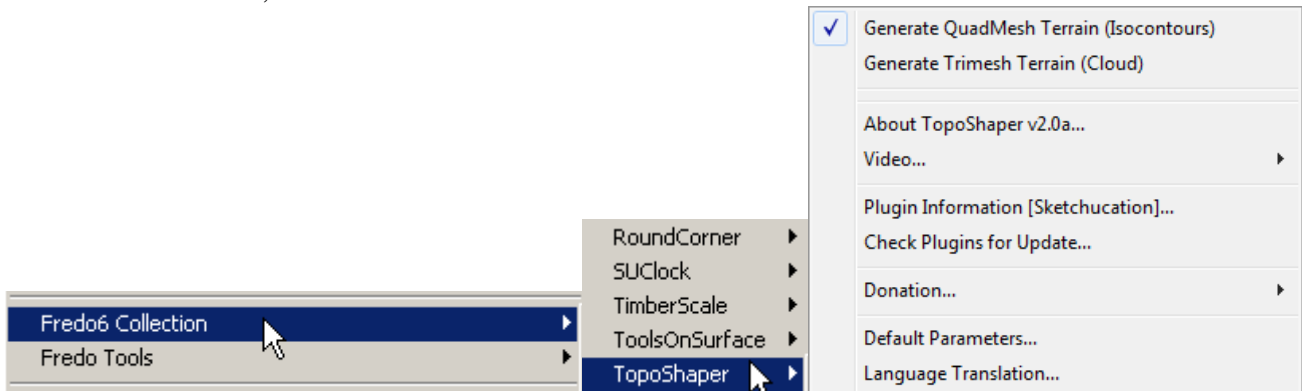 Fredo6 Collection
Fredo Tools
RoundCorner
SUClock
TimberScale
ToolsOnSurface
TopoShaper
Generate QuadMesh Terrain (Isocontours)
Generate Trimesh Terrain (Cloud)
About TopoShaper v2.0a...
Video...
Plugin Information [Sketchucation]...
Check Plugins for Update...
Donation...
Default Parameters...
Language Translation...